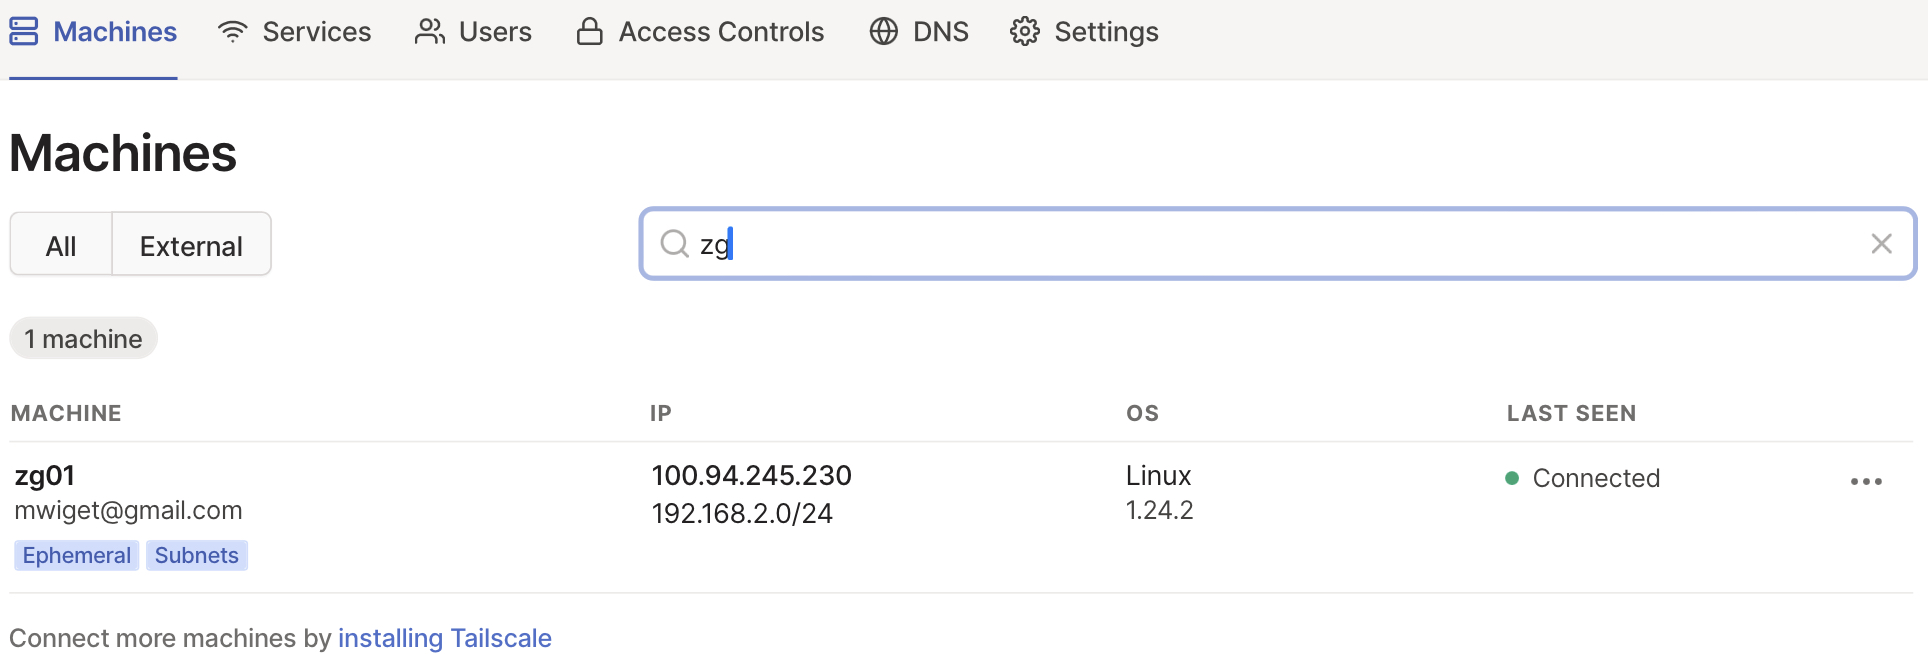 Machines Services Users Access Controls DNS Settings
Machines
All External zg
1 machine
MACHINE IP OS LAST SEEN
zg01 100.94.245.230 Linux Connected
mwiget@gmail.com 192.168.2.0/24 1.24.2
Ephemeral Subnets
Connect more machines by installing Tailscale